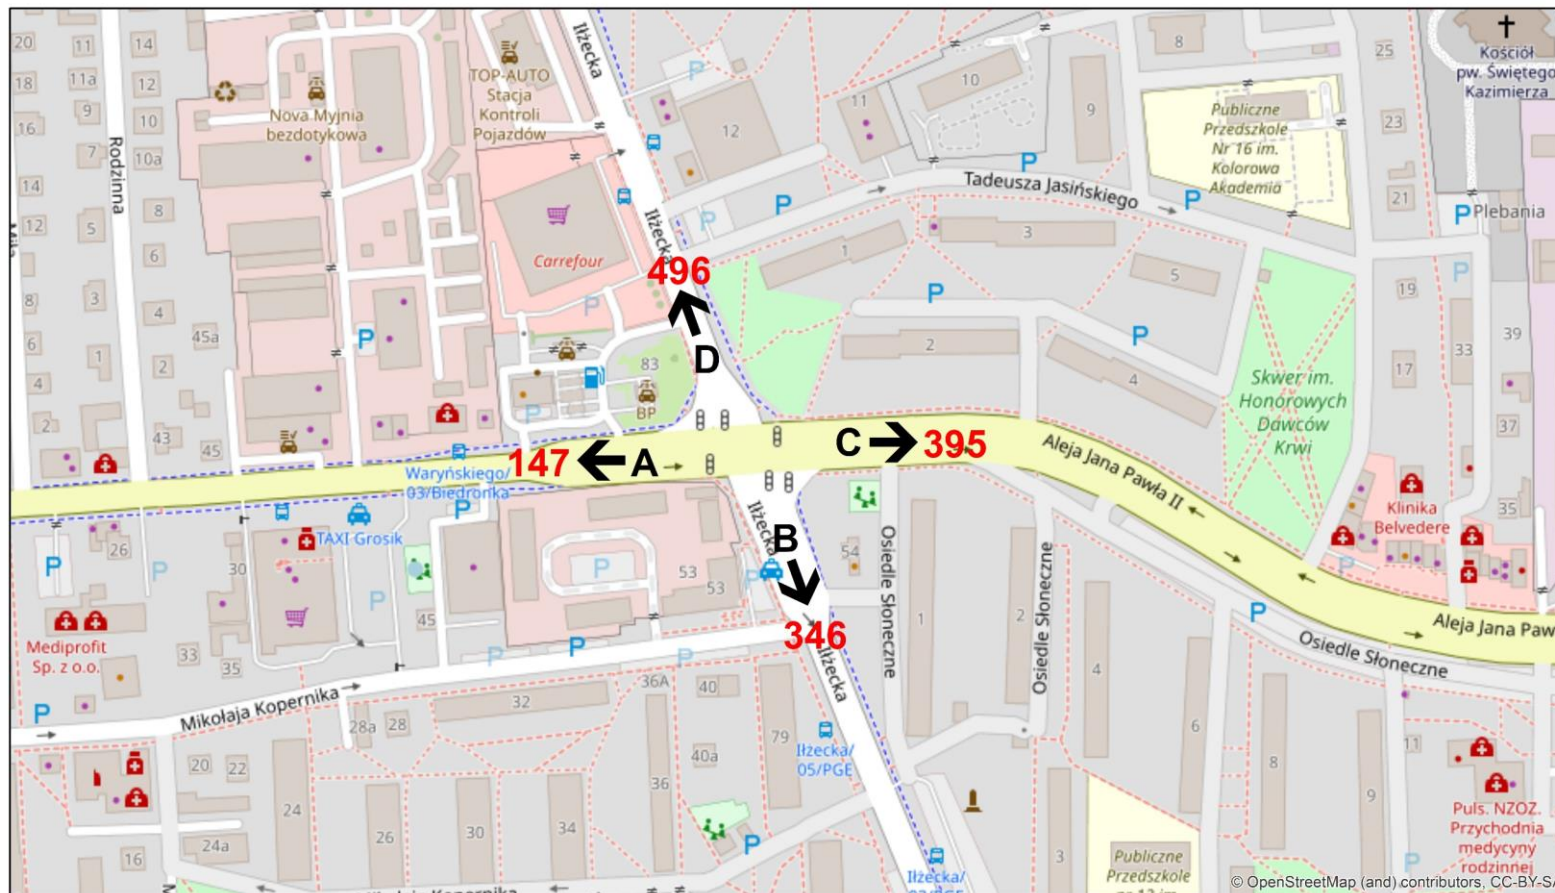 Iłżecka
20
11
14
TOP-AUTO
Stacja
Kontroli
Pojazdów
8
25
Kościół
pw. Świętego
Kazimierza
18
11a
12
Nova Myjnia
bezdotykowa
9
10
16
12
11
10
9
Publiczne
Przedszkole
Nr 16 im.
Kolorowa
Akademia
23
Rodzinna
7
10a
14
P
P
Tadeusza Jasińskiego
P
21
P Plebania
12
5
8
Iłżecka
P
P
1
3
6
Carrefour
496
5
8
3
P
P
19
4
P
D
P
39
6
45a
83
2
33
1
2
4
Skwer im.
Honorowych
Dawców
Krwi
4
P
BP
37
2
43
45
147
A
C
395
Aleja Jana Pawła II
Waryńskiego/
03/Biedronka
P
TAXI Grosik
Iłżecka
B
Klinika
Belvedere
35
26
P
P
30
P
P
53
53
54
Osiedle Słoneczne
1
2
Osiedle Słoneczne
P
Aleja Jana Paw
P
45
346
Osiedle Słoneczne
Mediprofit
Sp. z o.o.
33
35
P
P
P
Iłżecka
4
P
Mikołaja Kopernika
32
36A
40
28a
28
79
Iłżecka/
05/PGE
6
11
20
22
40a
8
24
26
30
34
36
9
16
24a
P
3
Publiczne
Przedszkole
Puls. NZOZ.
Przychodnia
medycyny
rodzinnej
P
Iłżecka/
© OpenStreetMap (and) contributors, CC-BY-SA